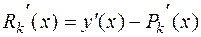 R_k'(x) = y'(x) − P_k'(x)